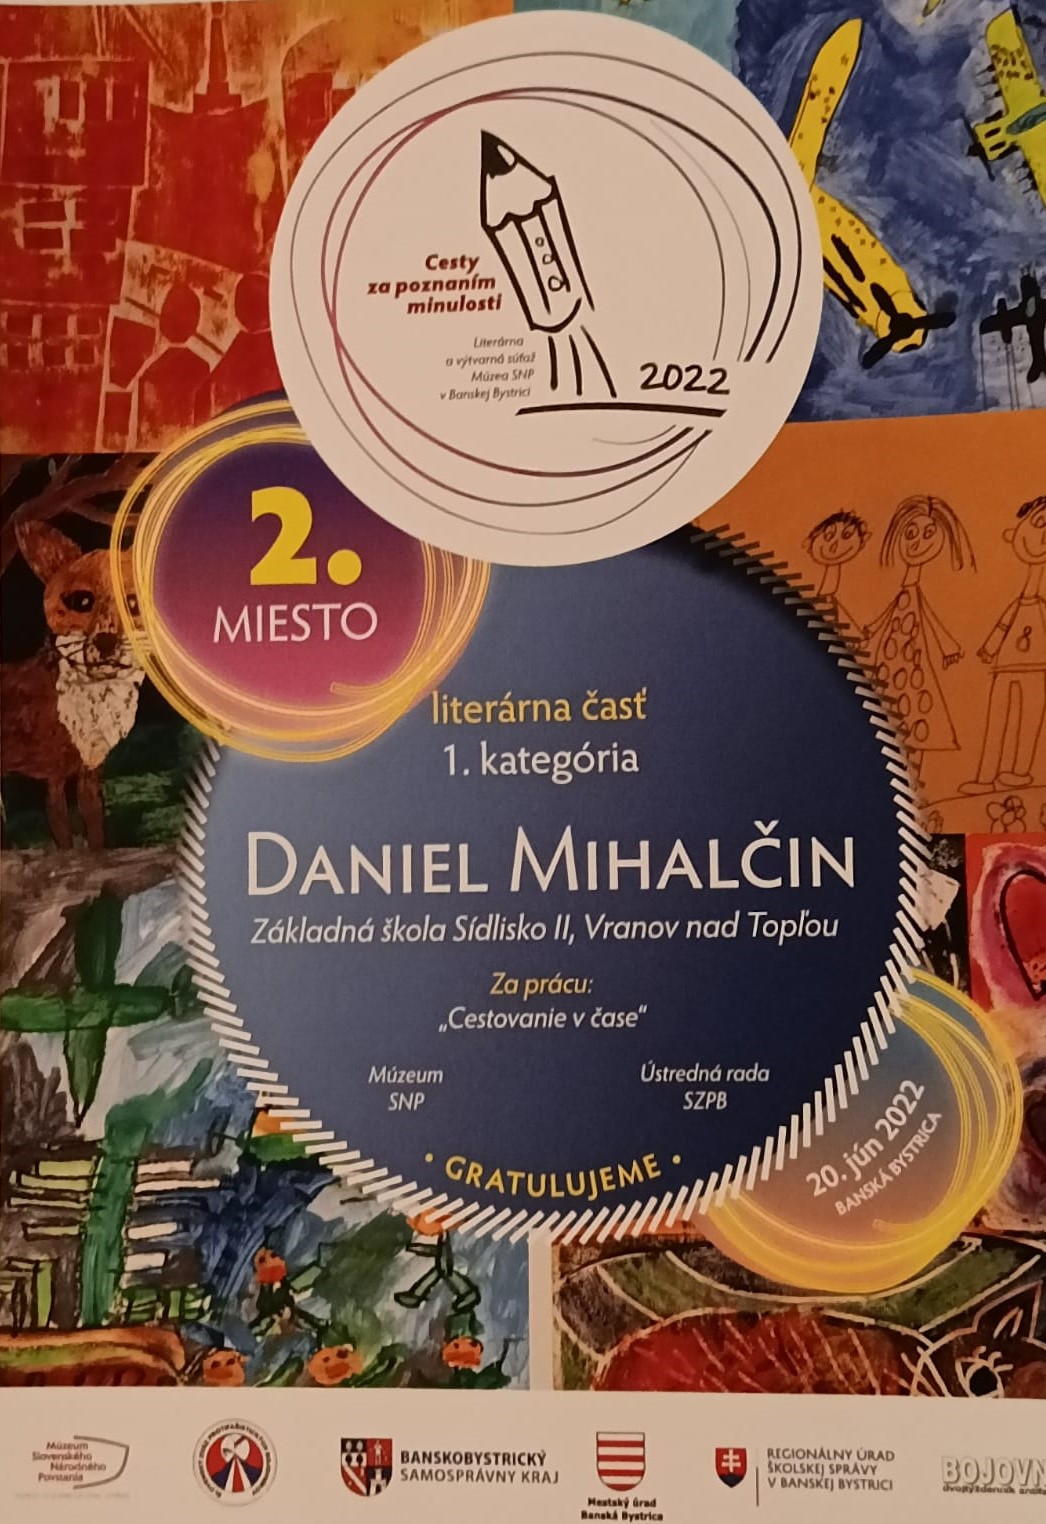 Cesty
za poznaním
minulosti
Literárna
a výtvarná súťaž
Múzea SNP
v Banskej Bystrici
2022
2.
MIESTO
literárna časť
1. kategória
DANIEL MIHALČIN
Základná škola Sídlisko II, Vranov nad Topľou
Za prácu:
„Cestovanie v čase“
Múzeum
SNP
Ústredná rada
SZPB
• GRATULUJEME •
20. jún 2022
BANSKÁ BYSTRICA
8
Múzeum
Slovenského
Národného
Povstania
BANSKOBYSTRICKÝ
SAMOSPRÁVNY KRAJ
Mestský úrad
Banská Bystrica
REGIONÁLNY ÚRAD
ŠKOLSKEJ SPRÁVY
V BANSKEJ BYSTRICI
BOJOVN
dvojtýždenník